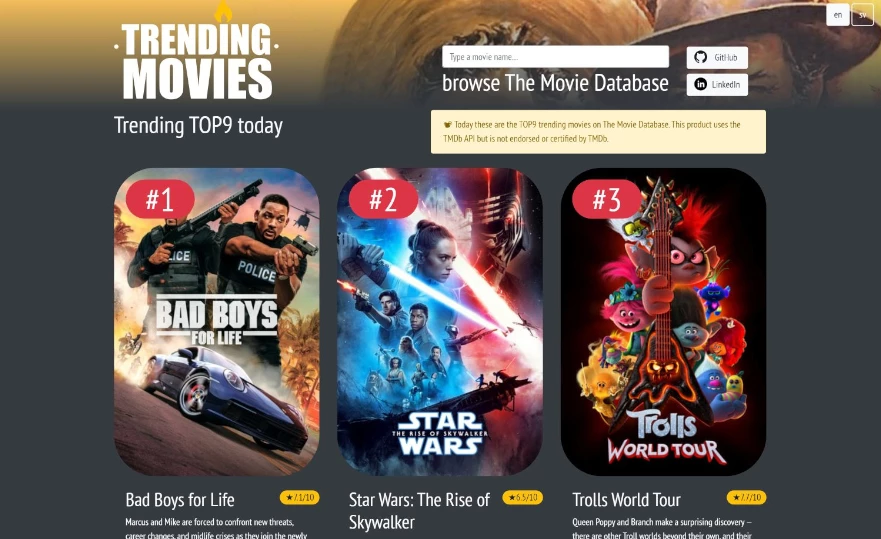 en
sv
TRENDING
MOVIES
Type a movie name...
GitHub
browse The Movie Database
LinkedIn
Trending TOP9 today
Today these are the TOP9 trending movies on The Movie Database. This product uses the
TMDb API but is not endorsed or certified by TMDb.
#1
#2
#3
POLICE
BAD BOYS
FOR LIFE
STAR
THE RISE OF SKYWALKER
WARS
Trolls
WORLD TOUR
Bad Boys for Life
★7.1/10
Star Wars: The Rise of
Skywalker
★6.5/10
Trolls World Tour
★7.7/10
Marcus and Mike are forced to confront new threats,
career changes, and midlife crises as they join the newly
Queen Poppy and Branch make a surprising discovery —
there are other Troll worlds beyond their own, and their